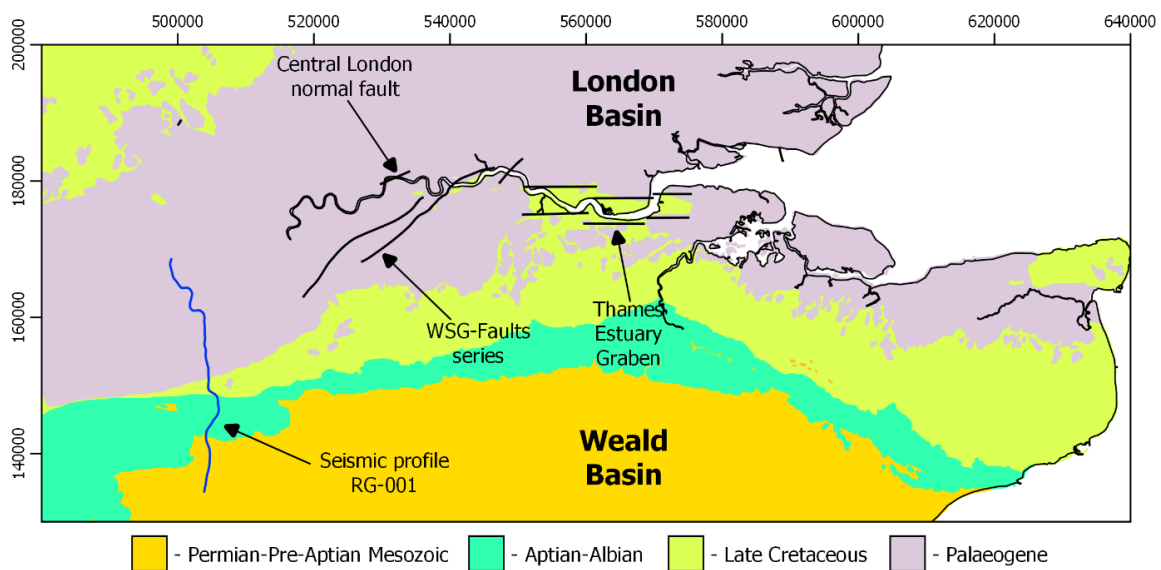 500000 520000 540000 560000 580000 600000 620000 640000
200000
180000
160000
140000
Central London
normal fault
London
Basin
WSG-Faults
series
Thames
Estuary
Graben
Seismic profile
RG-001
Weald
Basin
- Permian-Pre-Aptian Mesozoic - Aptian-Albian - Late Cretaceous - Palaeogene